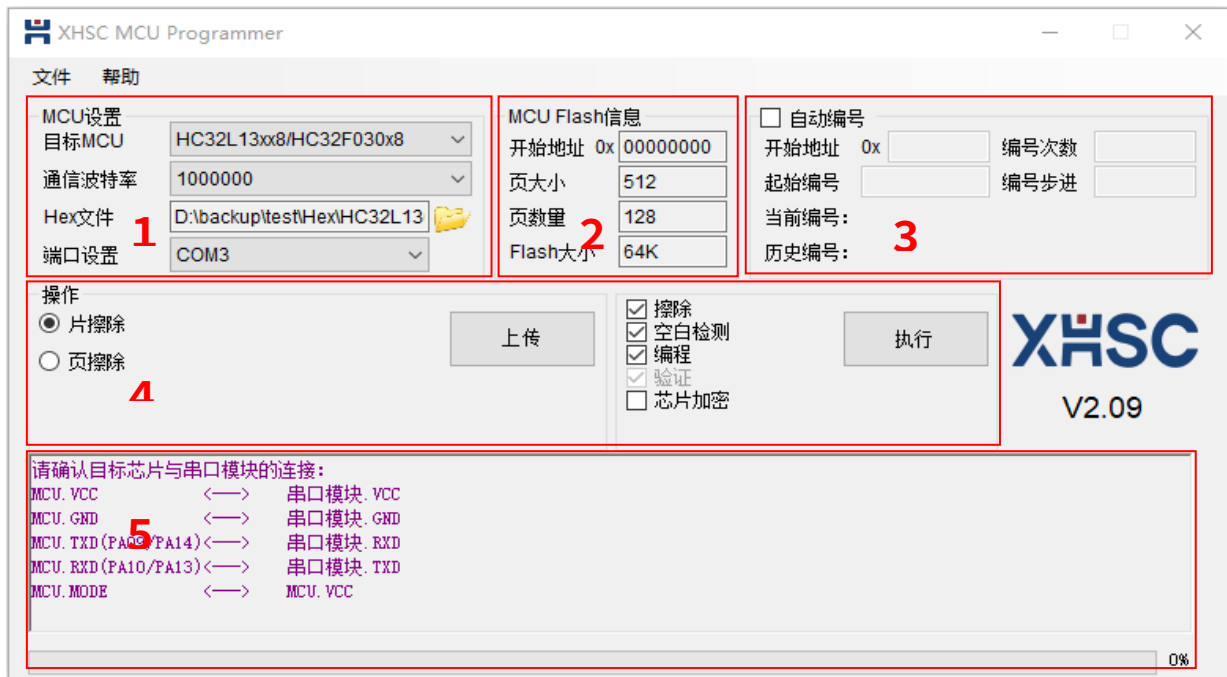 XHSC MCU Programmer
文件 帮助
MCU设置
目标MCU HC32L13xx8/HC32F030x8
通信波特率 1000000
Hex文件 D:\backup\test\Hex\HC32L13
端口设置 COM3
1
MCU Flash信息
开始地址 0x 00000000
页大小 512
页数量 128
Flash大小 64K
2
自动编号
开始地址 0x 编号次数
起始编号 编号步进
当前编号:
历史编号:
3
操作
片擦除
页擦除
上传
4
擦除
空白检测
编程
验证
芯片加密
执行
XHSC
V2.09
请确认目标芯片与串口模块的连接:
MCU.VCC <——> 串口模块.VCC
MCU.GND <——> 串口模块.GND
MCU.TXD(PA09/PA14)<——> 串口模块.RXD
MCU.RXD(PA10/PA13)<——> 串口模块.TXD
MCU.MODE <——> MCU.VCC
5
0%